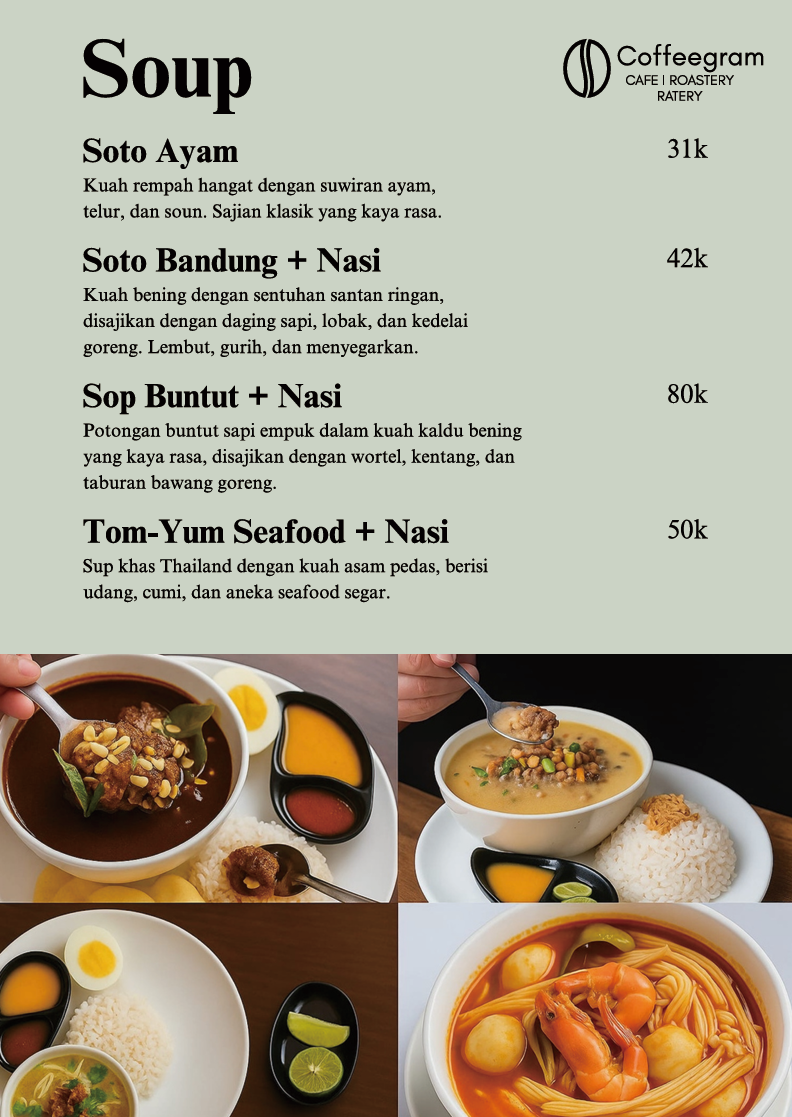 Soup
Coffeegram
CAFE | ROASTERY
RATERY
Soto Ayam 31k
Kuah rempah hangat dengan suwiran ayam,
telur, dan soun. Sajian klasik yang kaya rasa.
Soto Bandung + Nasi 42k
Kuah bening dengan sentuhan santan ringan,
disajikan dengan daging sapi, lobak, dan kedelai
goreng. Lembut, gurih, dan menyegarkan.
Sop Buntut + Nasi 80k
Potongan buntut sapi empuk dalam kuah kaldu bening
yang kaya rasa, disajikan dengan wortel, kentang, dan
taburan bawang goreng.
Tom-Yum Seafood + Nasi 50k
Sup khas Thailand dengan kuah asam pedas, berisi
udang, cumi, dan aneka seafood segar.